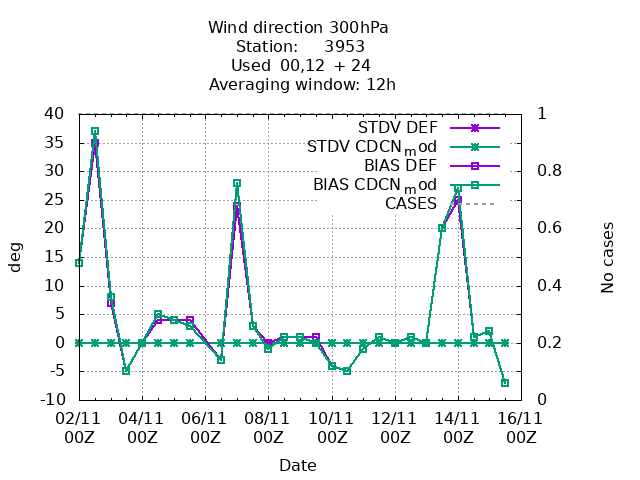 Wind direction 300hPa
Station: 3953
Used 00,12 + 24
Averaging window: 12h
40 1
STDV DEF
35
STDV CDCNmod
30 0.8
BIAS DEF
BIAS CDCNmod
25
CASES
20 0.6
15
10 0.4
5
0 0.2
-5
-10 0
deg
No cases
02/11 04/11 06/11 08/11 10/11 12/11 14/11 16/11
00Z 00Z 00Z 00Z 00Z 00Z 00Z 00Z
Date